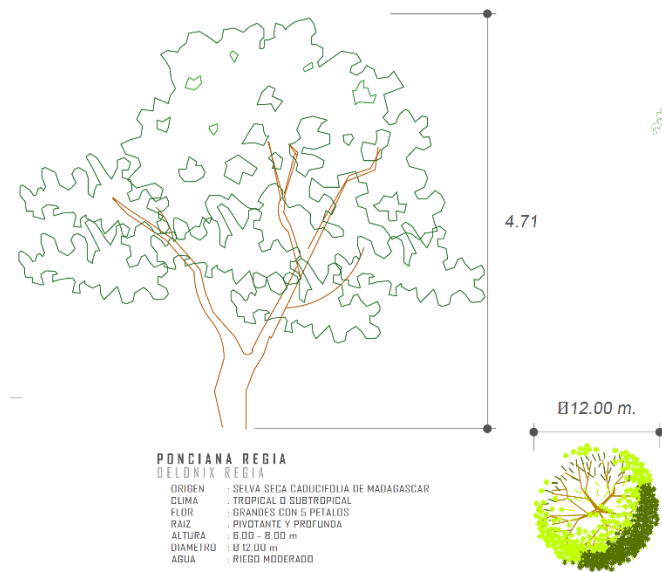 4.71
Ø12.00 m.
PONCIANA REGIA
DELONIX REGIA
ORIGEN : SELVA SECA CADUCIFOLIA DE MADAGASCAR
CLIMA : TROPICAL O SUBTROPICAL
FLOR : GRANDES CON 5 PETALOS
RAIZ : PIVOTANTE Y PROFUNDA
ALTURA : 6.00 - 8.00 m
DIAMETRO : Ø 12.00 m
AGUA : RIEGO MODERADO